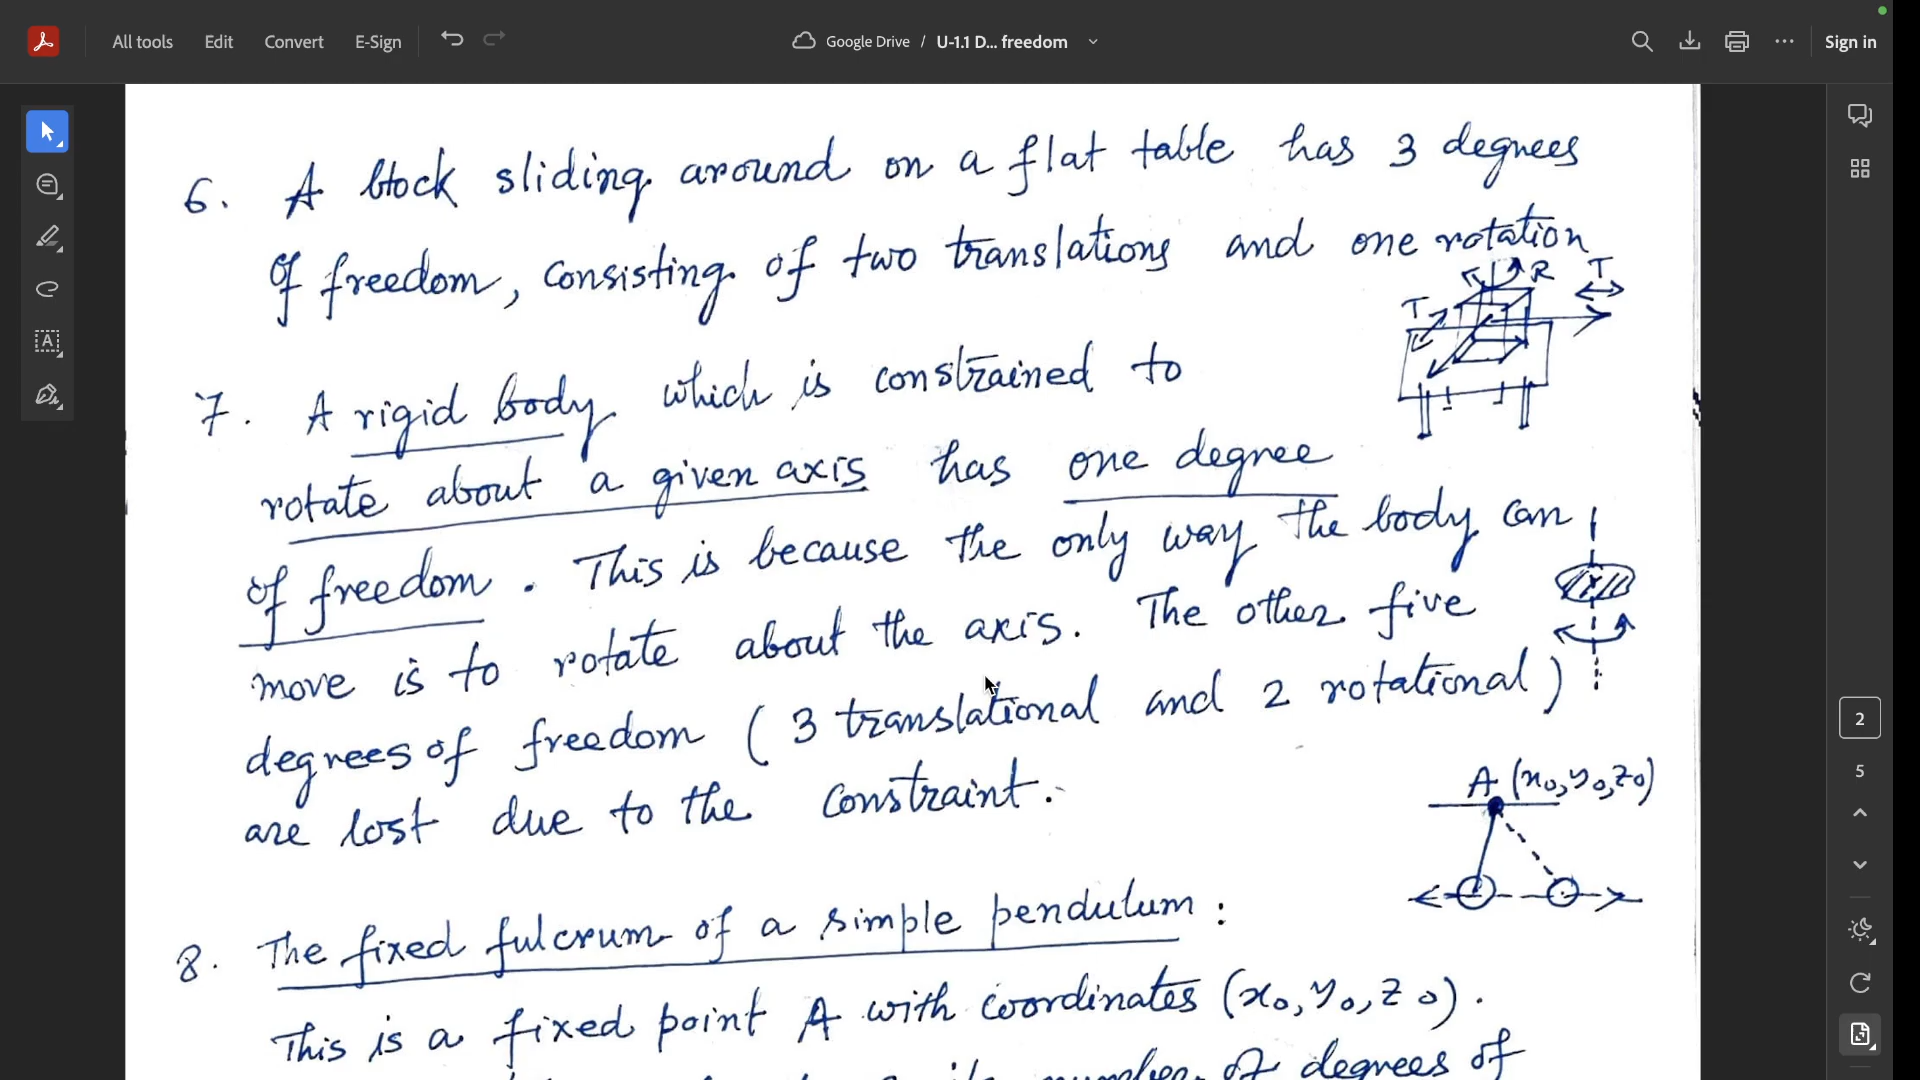 All tools Edit Convert E-Sign Google Drive / U-1.1 D... freedom Sign in
6. A block sliding around on a flat table has 3 degrees
of freedom, consisting of two translations and one rotation
T R T
7. A rigid body which is constrained to
rotate about a given axis has one degree
of freedom. This is because the only way the body can
move is to rotate about the axis. The other five
degrees of freedom (3 translational and 2 rotational)
are lost due to the constraint.
A (x0, y0, z0)
8. The fixed fulcrum of a simple pendulum:
This is a fixed point A with coordinates (x0, y0, z0).
number of degrees of
2
5